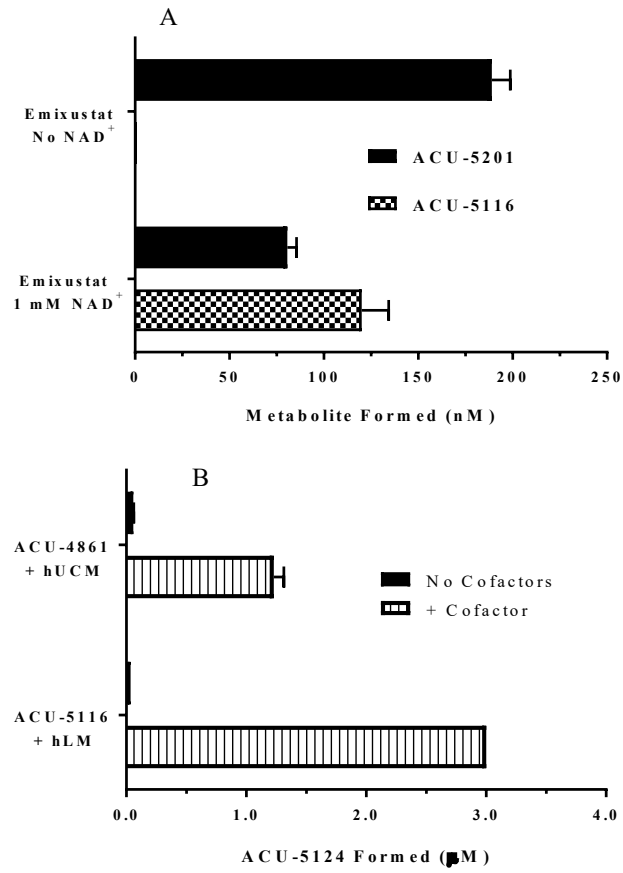 A
Emixustat
No NAD+
ACU-5201
ACU-5116
Emixustat
1 mM NAD+
0 50 100 150 200 250
Metabolite Formed (nM)
B
ACU-4861
+ hUCM
No Cofactors
+ Cofactor
ACU-5116
+ hLM
0.0 1.0 2.0 3.0 4.0
ACU-5124 Formed (μM)